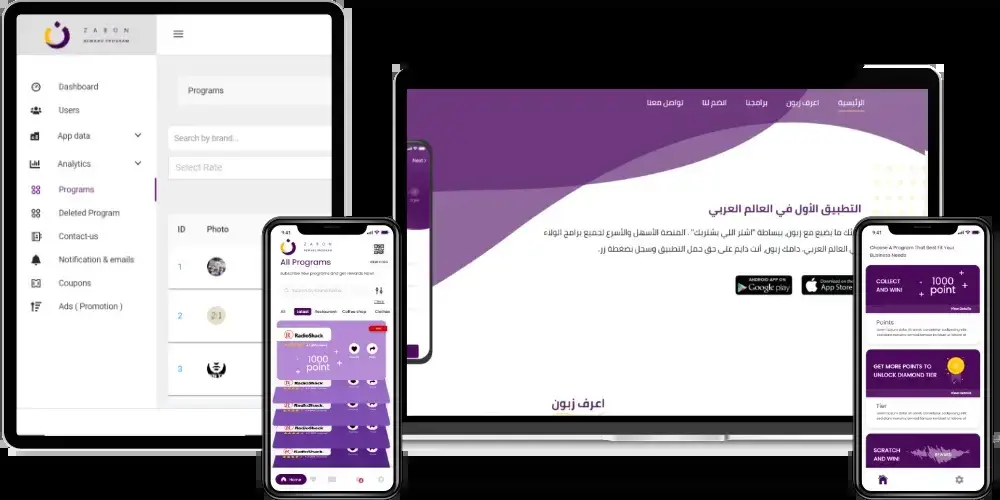 ZABON
REWARD PROGRAM
Dashboard
Users
App data
Analytics
Programs
Deleted Program
Contact-us
Notification & emails
Coupons
Ads ( Promotion )
Programs
Search by brand...
Select Rate
ID Photo
1
2
3
9:41
ZABON
All Programs
Subscribe new programs and get rewards now!
All Latest Restaurant Coffee shop Clothes
RadioShack
1000
point
RadioShack
RadioShack
RadioShack
RadioShack
Home
الرئيسية اعرف زبون برامجنا انضم لنا تواصل معنا
Next
التطبيق الأول في العالم العربي
ما بضيع مع زبون، ببساطة "اشتر اللي بشتريك" . المنصة الأسهل والأسرع لجميع برامج الولاء
العالم العربي. دامك زبون، أنت دايم على حق حمل التطبيق وسجل بضغطة زر.
ANDROID APP ON
Google play
Download on the
App Store
اعرف زبون
9:41
Choose A Program That Best Fit Your
Business Needs
COLLECT
AND WIN!
1000
point
View Details
Points
GET MORE POINTS TO
UNLOCK DIAMOND TIER
View Details
Tier
SCRATCH
AND WIN!
REWARD